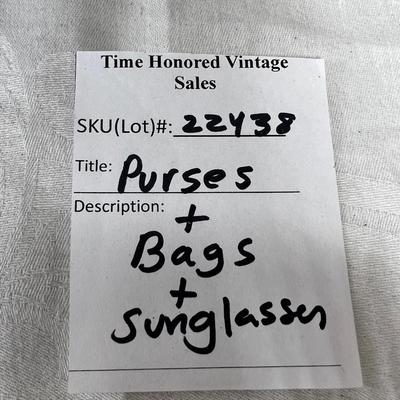 Time Honored Vintage
Sales
SKU(Lot)#: 22438
Title: Purses
Description: +
Bags
+
Sunglasses